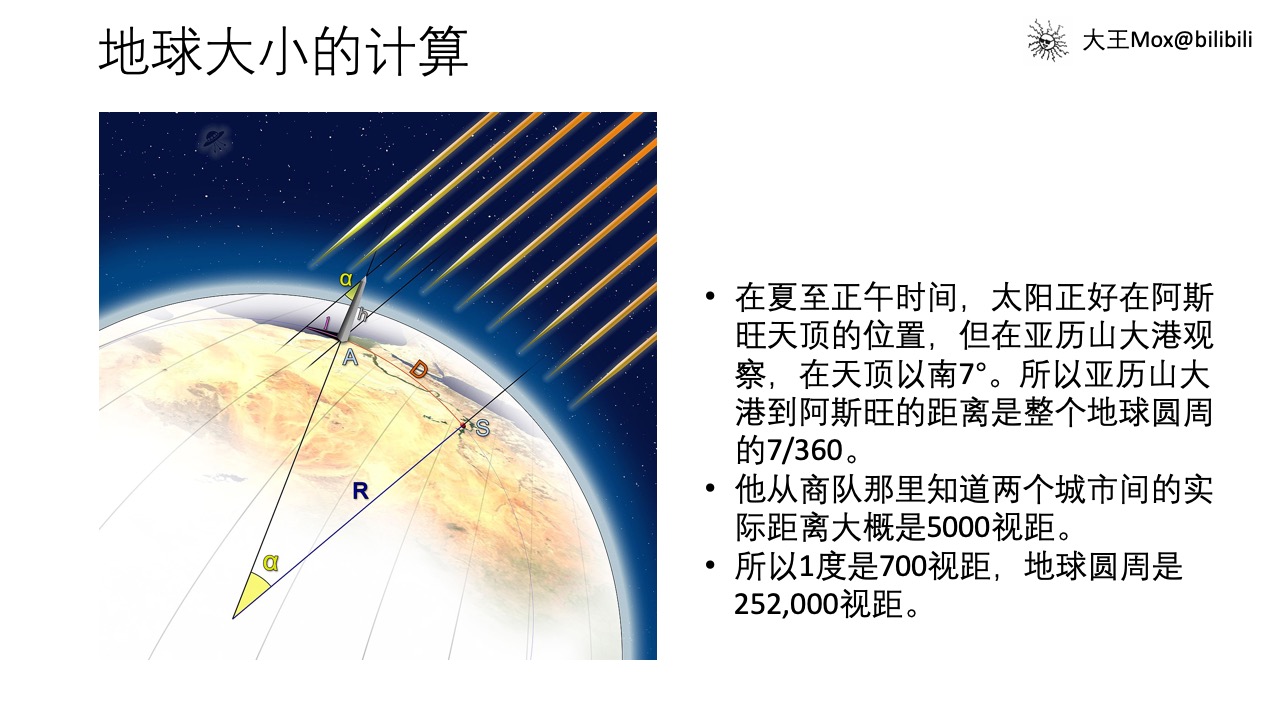 地球大小的计算
大王Mox@bilibili
α
h
l
A
D
S
R
α
• 在夏至正午时间，太阳正好在阿斯
旺天顶的位置，但在亚历山大港观
察，在天顶以南7°。所以亚历山大
港到阿斯旺的距离是整个地球圆周
的7/360。
• 他从商队那里知道两个城市间的实
际距离大概是5000视距。
• 所以1度是700视距，地球圆周是
252,000视距。